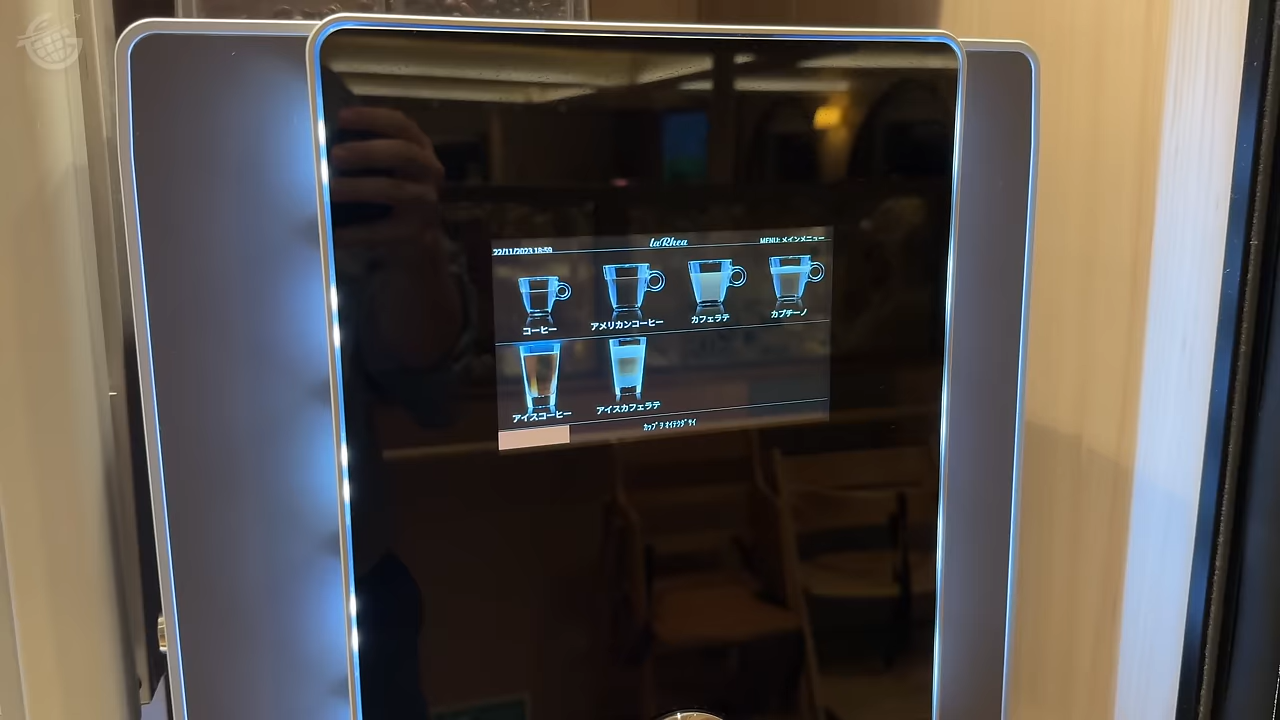 22/11/2023 18:59
laRhea
MENU: メインメニュー
コーヒー
アメリカンコーヒー
カフェラテ
カプチーノ
アイスコーヒー
アイスカフェラテ
ｶｯﾌﾟ ｦ ｵｲﾃｸﾀﾞｻｲ